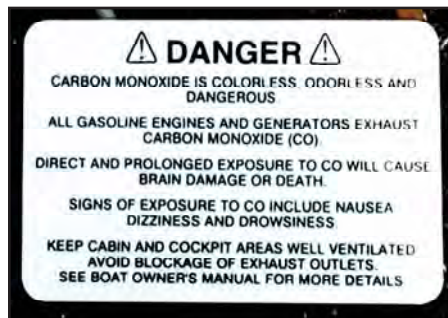 DANGER
CARBON MONOXIDE IS COLORLESS, ODORLESS AND
DANGEROUS
ALL GASOLINE ENGINES AND GENERATORS EXHAUST
CARBON MONOXIDE (CO).
DIRECT AND PROLONGED EXPOSURE TO CO WILL CAUSE
BRAIN DAMAGE OR DEATH.
SIGNS OF EXPOSURE TO CO INCLUDE NAUSEA
DIZZINESS AND DROWSINESS.
KEEP CABIN AND COCKPIT AREAS WELL VENTILATED
AVOID BLOCKAGE OF EXHAUST OUTLETS.
SEE BOAT OWNER'S MANUAL FOR MORE DETAILS